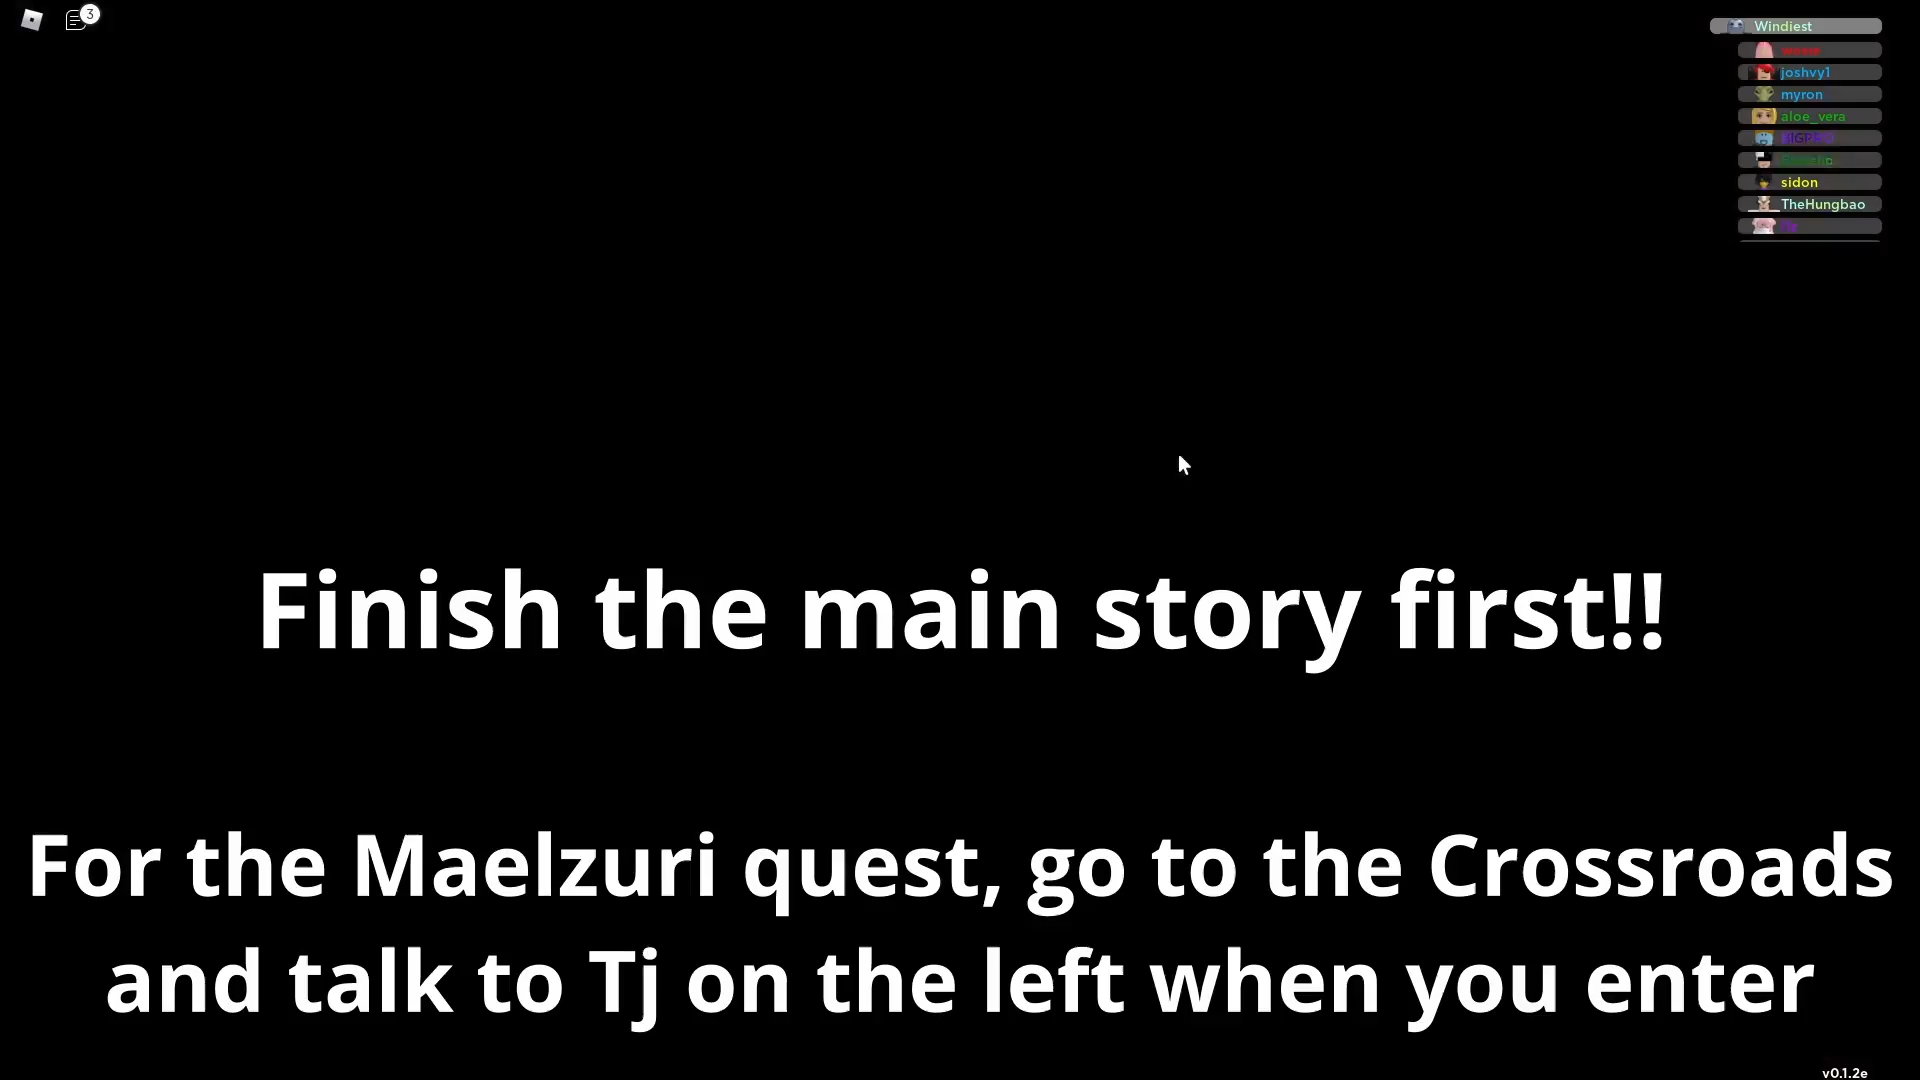 3
Windiest
joshvy1
myron
aloe_vera
sidon
TheHungbao
Finish the main story first!!
For the Maelzuri quest, go to the Crossroads
and talk to Tj on the left when you enter
v0.1.2e